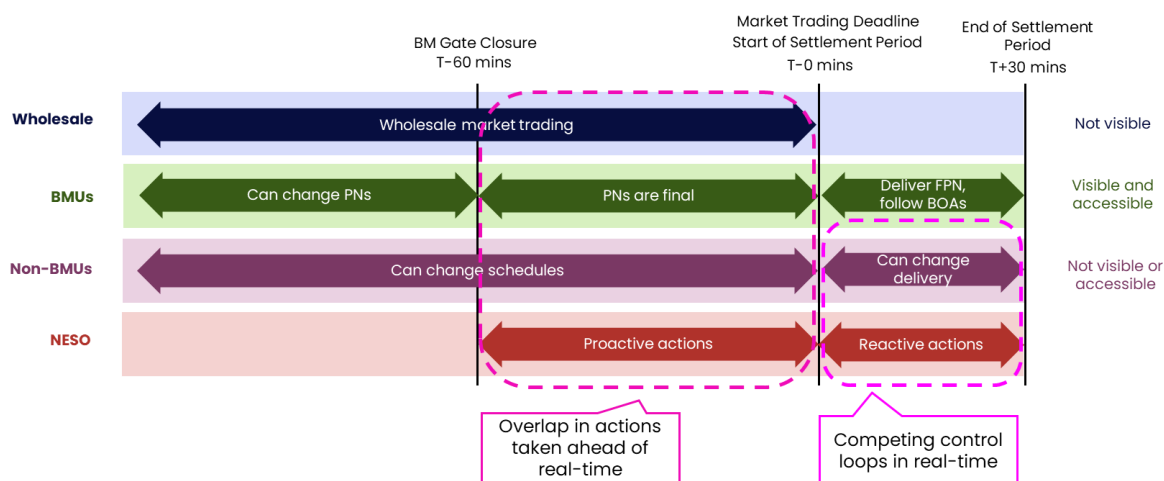 BM Gate Closure
T-60 mins
Market Trading Deadline
Start of Settlement Period
T-0 mins
End of Settlement
Period
T+30 mins
Wholesale
Wholesale market trading
Not visible
BMUs
Can change PNs
PNs are final
Deliver FPN,
follow BOAs
Visible and
accessible
Non-BMUs
Can change schedules
Can change
delivery
Not visible or
accessible
NESO
Proactive actions
Reactive actions
Overlap in actions
taken ahead of
real-time
Competing control
loops in real-time